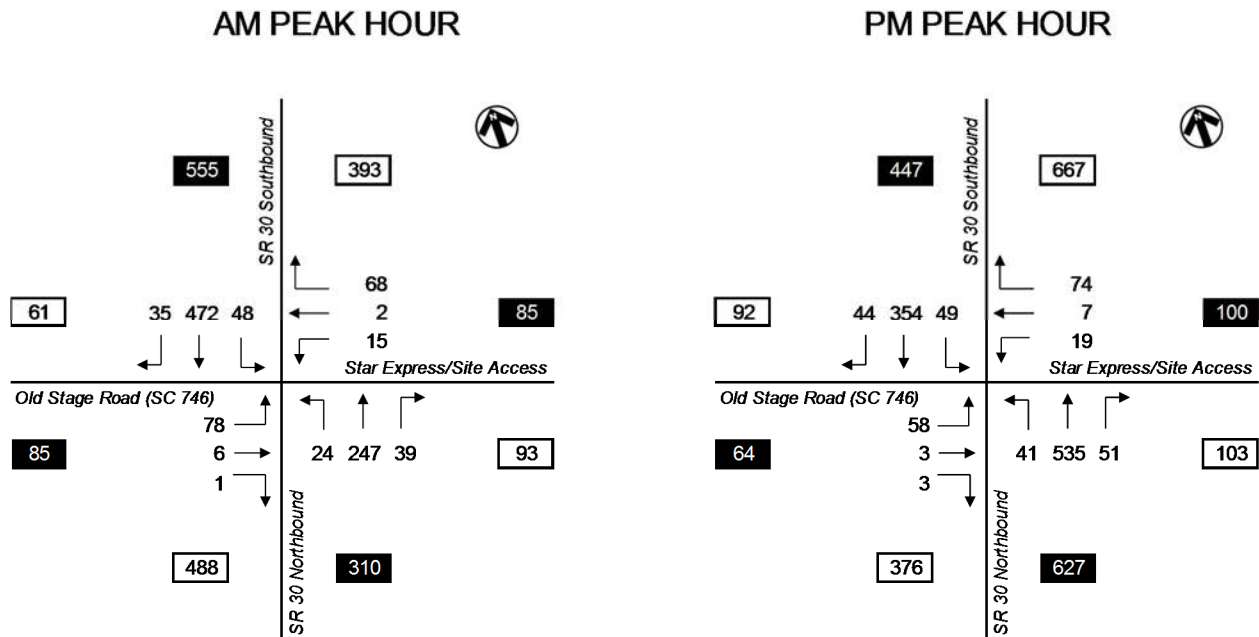 AM PEAK HOUR
SR 30 Southbound
555
393
61
35 472 48
68
2
15
85
Star Express/Site Access
Old Stage Road (SC 746)
78
6
1
85
24 247 39
93
SR 30 Northbound
488
310
PM PEAK HOUR
SR 30 Southbound
447
667
92
44 354 49
74
7
19
100
Star Express/Site Access
Old Stage Road (SC 746)
58
3
3
64
41 535 51
103
SR 30 Northbound
376
627